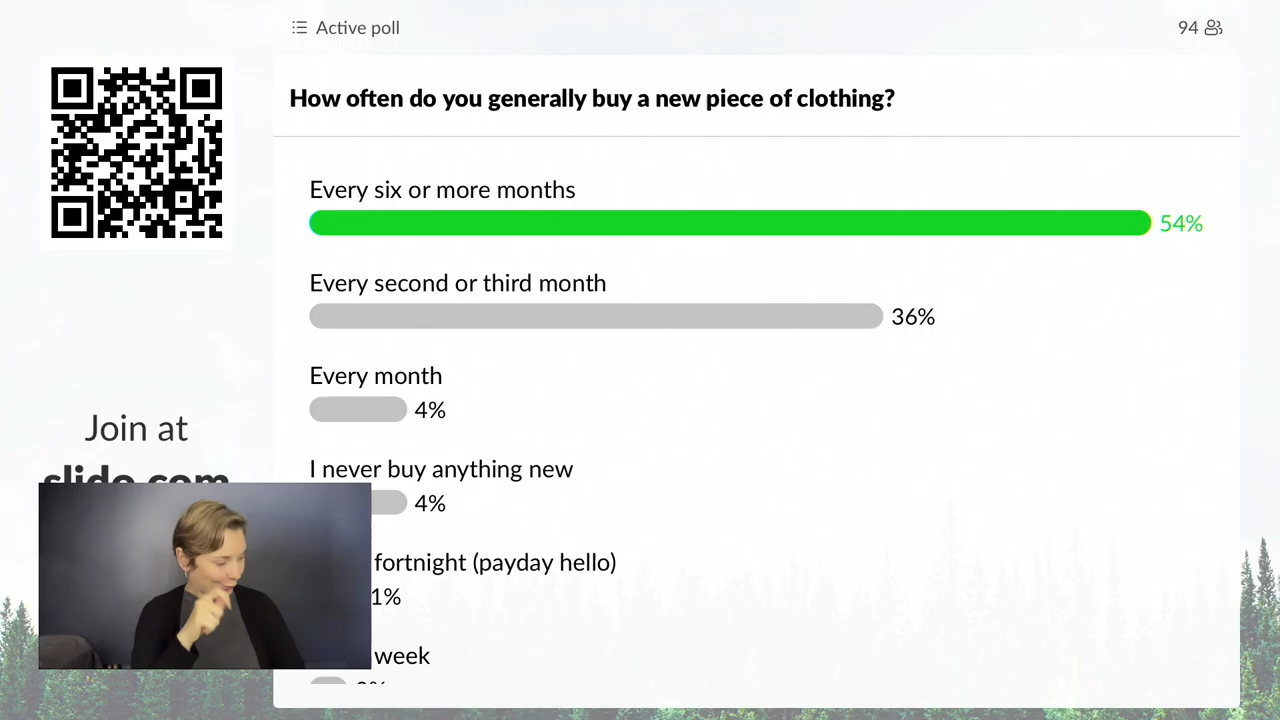 Active poll
94
How often do you generally buy a new piece of clothing?
Every six or more months
54%
Every second or third month
36%
Every month
4%
I never buy anything new
4%
fortnight (payday hello)
1%
week
Join at
slido.com